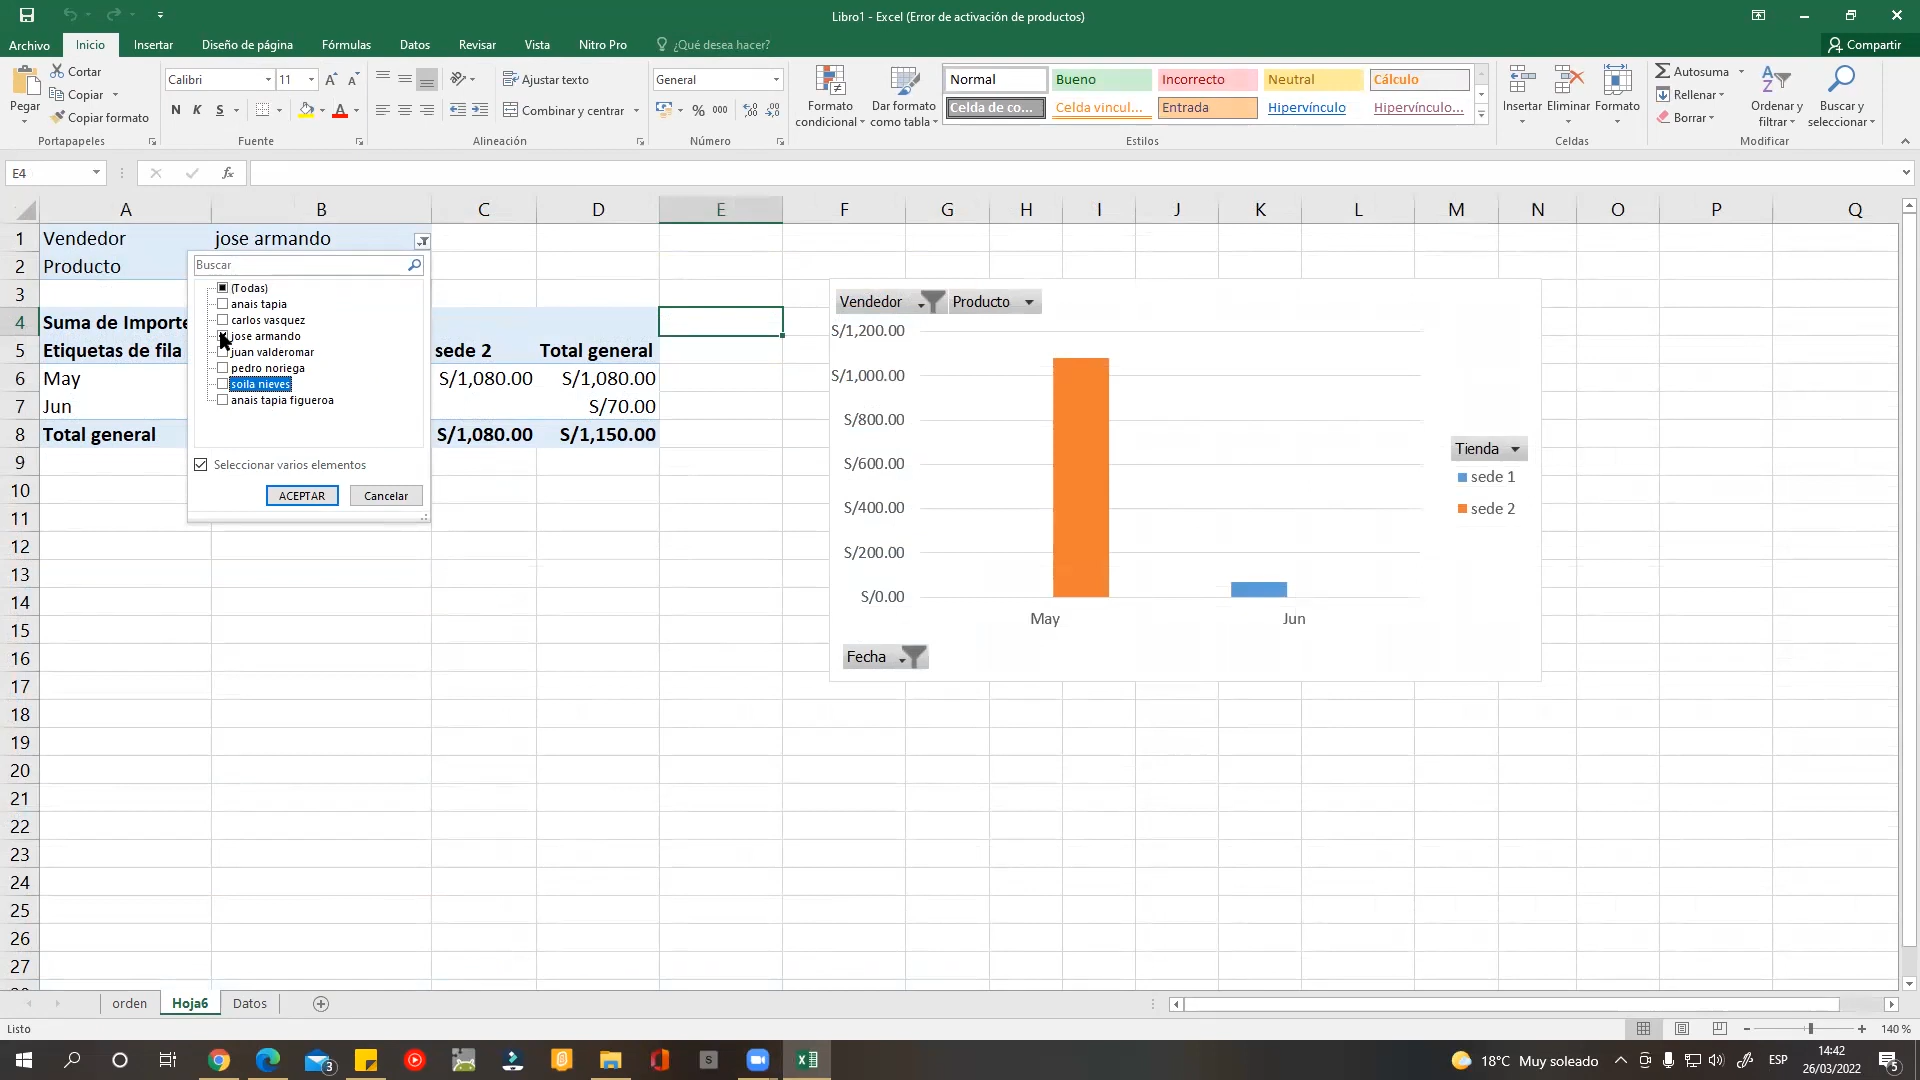 Libro1 - Excel (Error de activación de productos)
Archivo Inicio Insertar Diseño de página Fórmulas Datos Revisar Vista Nitro Pro ¿Qué desea hacer? Compartir
Pegar
Cortar
Copiar
Copiar formato
Portapapeles
Calibri 11
N K S
Fuente
Ajustar texto
Combinar y centrar
Alineación
General
% 000
Número
Formato condicional
Dar formato como tabla
Normal Bueno Incorrecto Neutral Cálculo
Celda de co... Celda vincul... Entrada Hipervínculo Hipervínculo...
Estilos
Insertar Eliminar Formato
Celdas
Autosuma
Rellenar
Borrar
Ordenar y filtrar
Buscar y seleccionar
Modificar
E4 fx
A B C D E F G H I J K L M N O P Q
1 Vendedor jose armando
2 Producto
3
4 Suma de Importe
5 Etiquetas de fila sede 2 Total general
6 May S/1,080.00 S/1,080.00
7 Jun S/70.00
8 Total general S/1,080.00 S/1,150.00
9
10
11
12
13
14
15
16
17
18
19
20
21
22
23
24
25
26
27
Buscar
(Todas)
anais tapia
carlos vasquez
jose armando
juan valderomar
pedro noriega
soila nieves
anais tapia figueroa
Seleccionar varios elementos
ACEPTAR Cancelar
Vendedor Producto
S/1,200.00
S/1,000.00
S/800.00
S/600.00
S/400.00
S/200.00
S/0.00
May Jun
Tienda
sede 1
sede 2
Fecha
orden Hoja6 Datos
Listo 140 %
3
S
18°C Muy soleado
ESP
14:42
26/03/2022
5